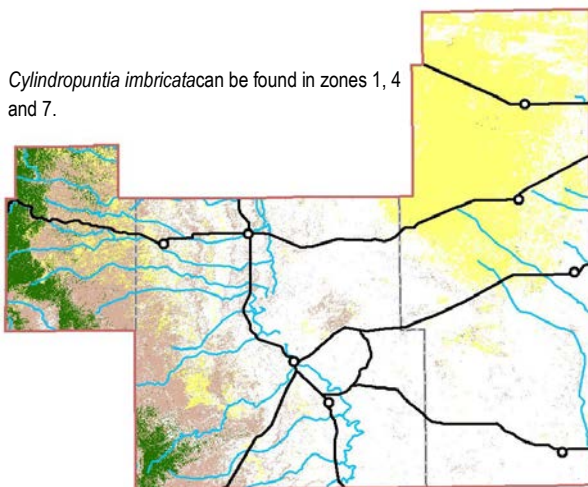 Cylindropuntia imbricatacan be found in zones 1, 4
and 7.